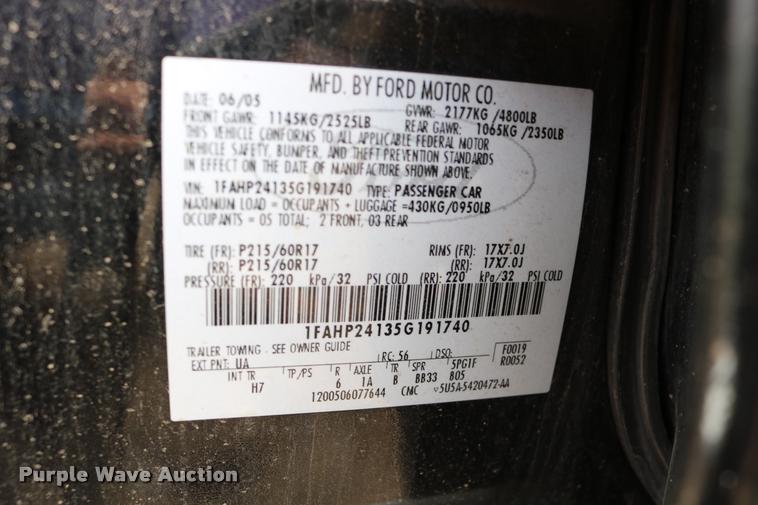 MFD. BY FORD MOTOR CO.
DATE: 06/05 GVWR: 2177KG /4800LB
FRONT GAWR: 1145KG/2525LB REAR GAWR: 1065KG /2350LB
THIS VEHICLE CONFORMS TO ALL APPLICABLE FEDERAL MOTOR
VEHICLE SAFETY, BUMPER, AND THEFT PREVENTION STANDARDS
IN EFFECT ON THE DATE OF MANUFACTURE SHOWN ABOVE.
VIN: 1FAHP24135G191740 TYPE: PASSENGER CAR
MAXIMUM LOAD = OCCUPANTS + LUGGAGE =430KG/0950LB
OCCUPANTS = 05 TOTAL; 2 FRONT, 03 REAR
TIRE (FR): P215/60R17 RIMS (FR): 17X7.0J
(RR): P215/60R17 (RR): 17X7.0J
PRESSURE (FR): 220 kPa/32 PSI COLD (RR): 220 kPa/32 PSI COLD
1FAHP24135G191740
TRAILER TOWING - SEE OWNER GUIDE
EXT PNT: UA RC: 56 DSO: F0019
INT TR TP/PS R AXLE TR SPR 5PG1F R0052
H7 6 1A B BB33 B05
1200506077644 CMC 5U5A-5420472-AA
Purple Wave Auction